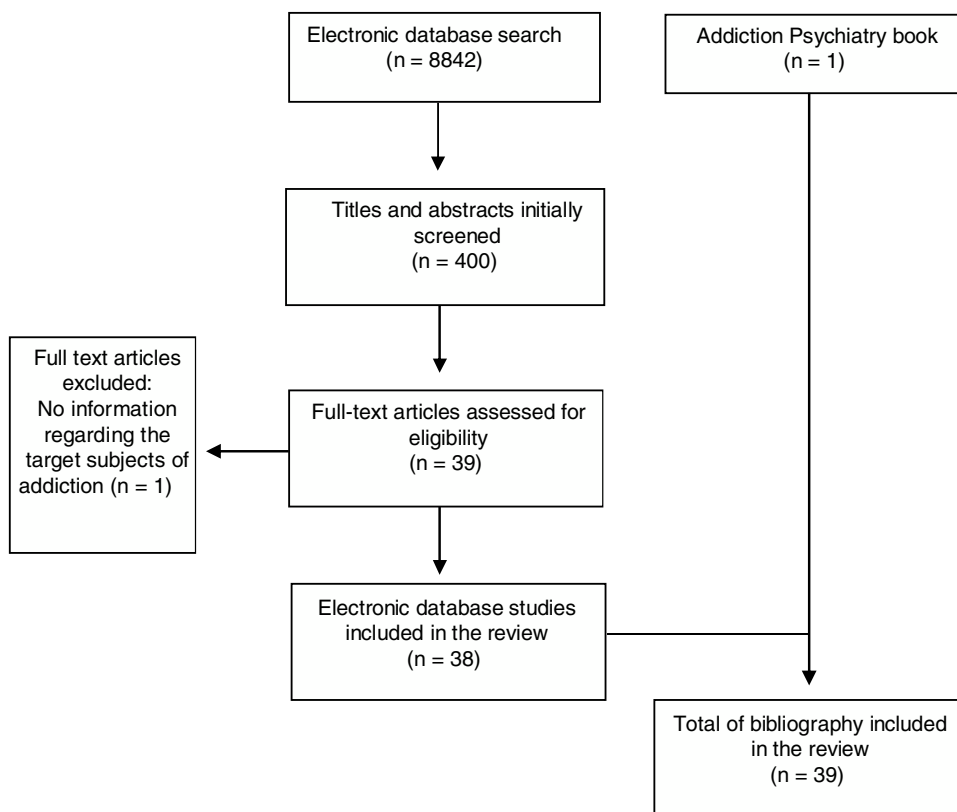 Electronic database search
(n = 8842)
Addiction Psychiatry book
(n = 1)
Titles and abstracts initially
screened
(n = 400)
Full text articles
excluded:
No information
regarding the
target subjects of
addiction (n = 1)
Full-text articles assessed for
eligibility
(n = 39)
Electronic database studies
included in the review
(n = 38)
Total of bibliography included
in the review
(n = 39)